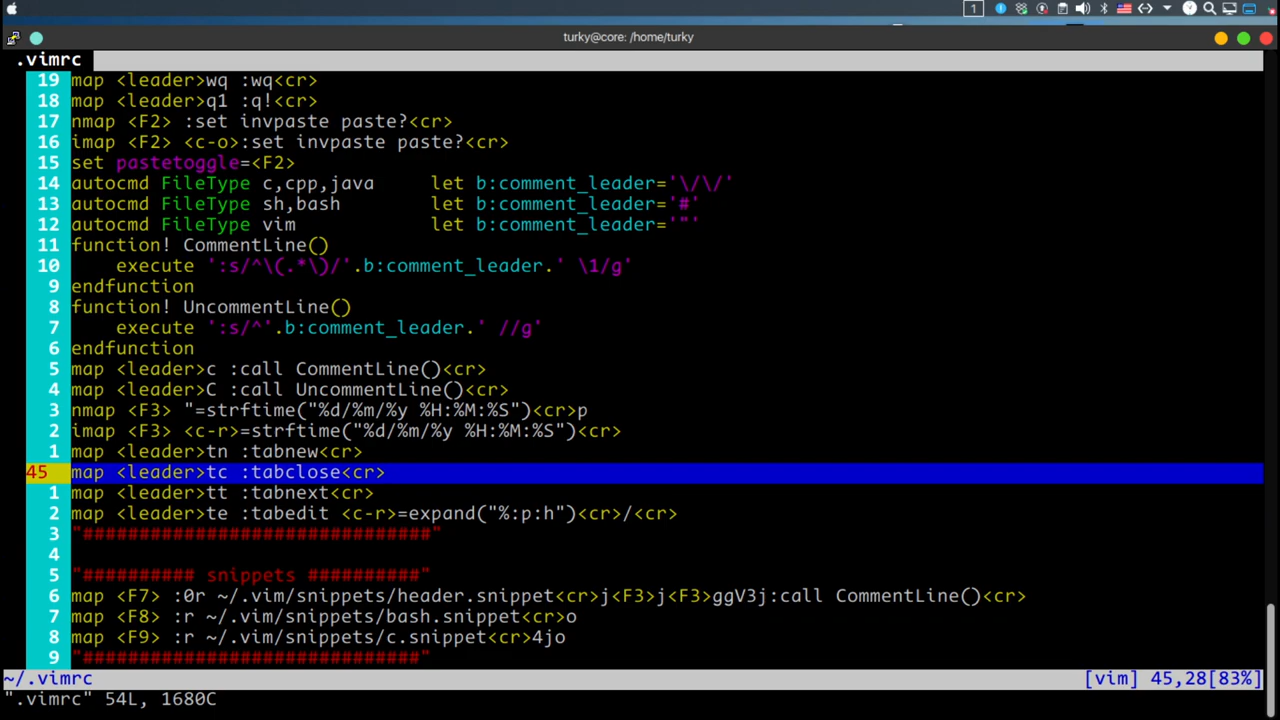 1
turky@core: /home/turky
.vimrc
19 map <leader>wq :wq<cr>
18 map <leader>q1 :q!<cr>
17 nmap <F2> :set invpaste paste?<cr>
16 imap <F2> <c-o>:set invpaste paste?<cr>
15 set pastetoggle=<F2>
14 autocmd FileType c,cpp,java     let b:comment_leader='\/\/'
13 autocmd FileType sh,bash        let b:comment_leader='#'
12 autocmd FileType vim            let b:comment_leader='"'
11 function! CommentLine()
10     execute ':s/^\(.*\)/'.b:comment_leader.' \1/g'
9 endfunction
8 function! UncommentLine()
7     execute ':s/^'.b:comment_leader.' //g'
6 endfunction
5 map <leader>c :call CommentLine()<cr>
4 map <leader>C :call UncommentLine()<cr>
3 nmap <F3> "=strftime("%d/%m/%y %H:%M:%S")<cr>p
2 imap <F3> <c-r>=strftime("%d/%m/%y %H:%M:%S")<cr>
1 map <leader>tn :tabnew<cr>
45 map <leader>tc :tabclose<cr>
1 map <leader>tt :tabnext<cr>
2 map <leader>te :tabedit <c-r>=expand("%:p:h")<cr>/<cr>
3 "##############################"
4
5 "########## snippets ##########"
6 map <F7> :0r ~/.vim/snippets/header.snippet<cr>j<F3>j<F3>ggV3j:call CommentLine()<cr>
7 map <F8> :r ~/.vim/snippets/bash.snippet<cr>o
8 map <F9> :r ~/.vim/snippets/c.snippet<cr>4jo
9 "##############################"
~/.vimrc [vim] 45,28[83%]
".vimrc" 54L, 1680C